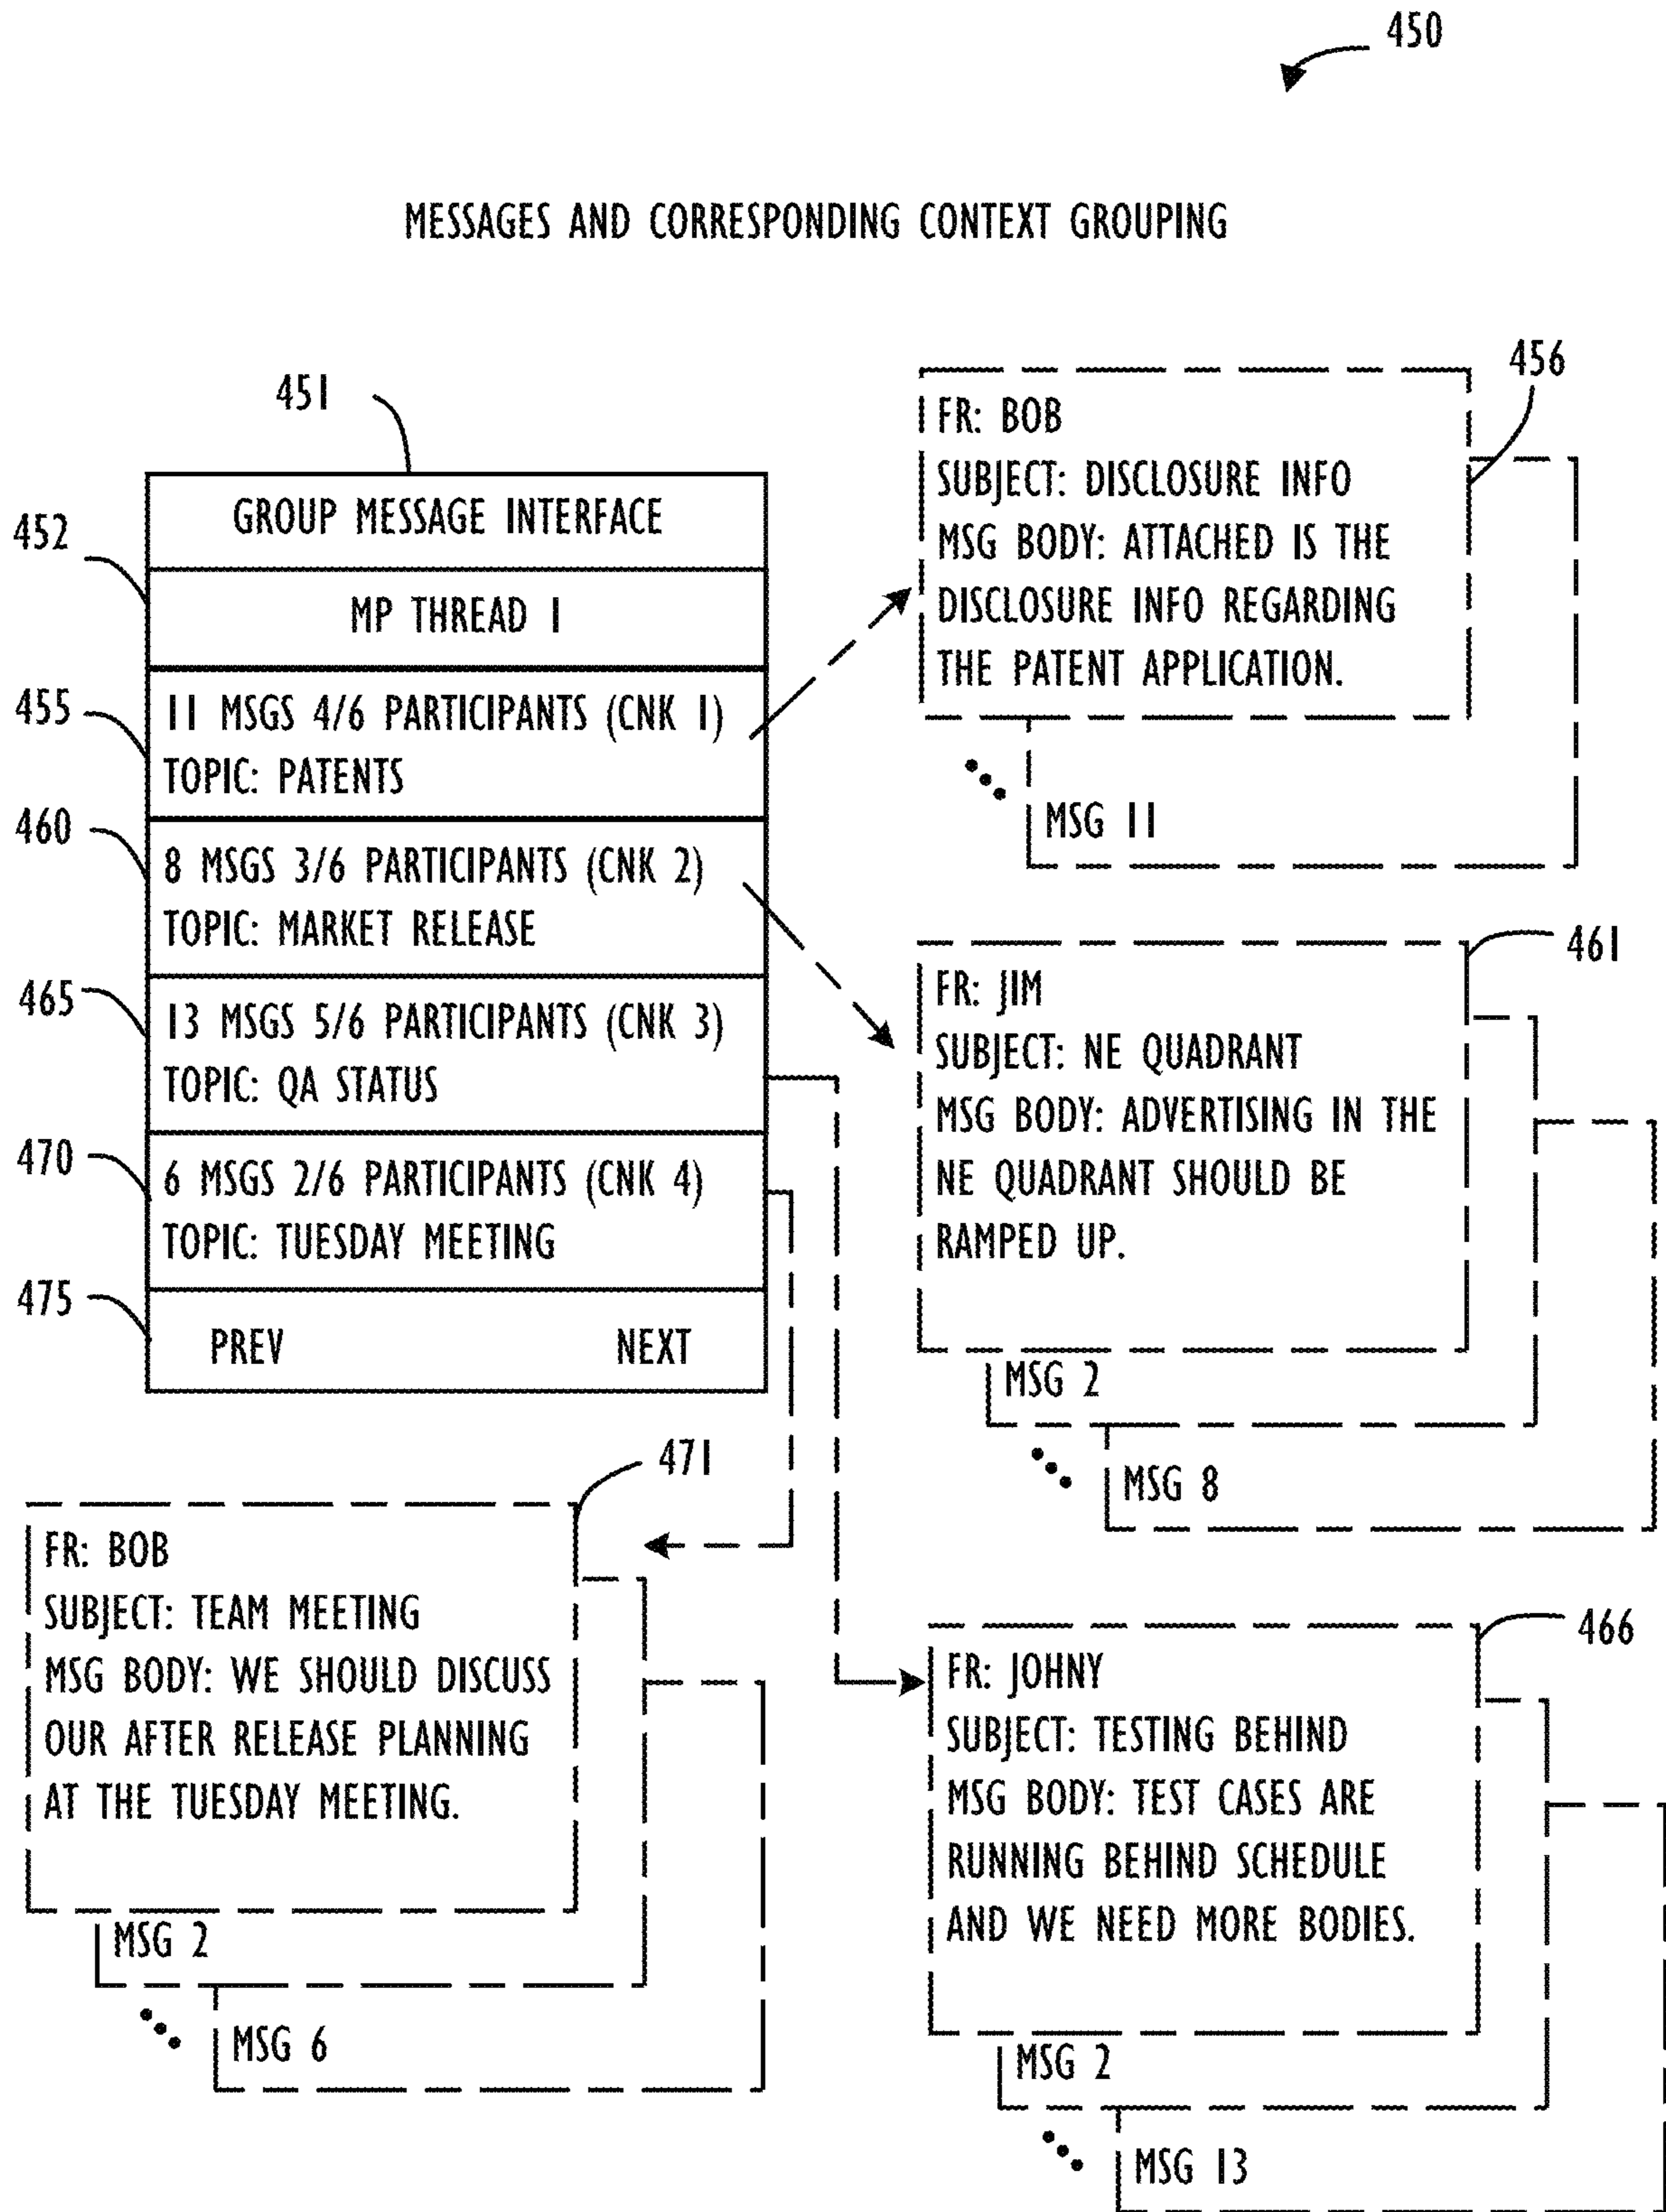 450
MESSAGES AND CORRESPONDING CONTEXT GROUPING
451
452
GROUP MESSAGE INTERFACE
MP THREAD 1
455
11 MSGS 4/6 PARTICIPANTS (CNK 1)
TOPIC: PATENTS
460
8 MSGS 3/6 PARTICIPANTS (CNK 2)
TOPIC: MARKET RELEASE
465
13 MSGS 5/6 PARTICIPANTS (CNK 3)
TOPIC: QA STATUS
470
6 MSGS 2/6 PARTICIPANTS (CNK 4)
TOPIC: TUESDAY MEETING
475
PREV NEXT
456
FR: BOB
SUBJECT: DISCLOSURE INFO
MSG BODY: ATTACHED IS THE
DISCLOSURE INFO REGARDING
THE PATENT APPLICATION.
MSG 11
461
FR: JIM
SUBJECT: NE QUADRANT
MSG BODY: ADVERTISING IN THE
NE QUADRANT SHOULD BE
RAMPED UP.
MSG 2
MSG 8
471
FR: BOB
SUBJECT: TEAM MEETING
MSG BODY: WE SHOULD DISCUSS
OUR AFTER RELEASE PLANNING
AT THE TUESDAY MEETING.
MSG 2
MSG 6
466
FR: JOHNY
SUBJECT: TESTING BEHIND
MSG BODY: TEST CASES ARE
RUNNING BEHIND SCHEDULE
AND WE NEED MORE BODIES.
MSG 2
MSG 13